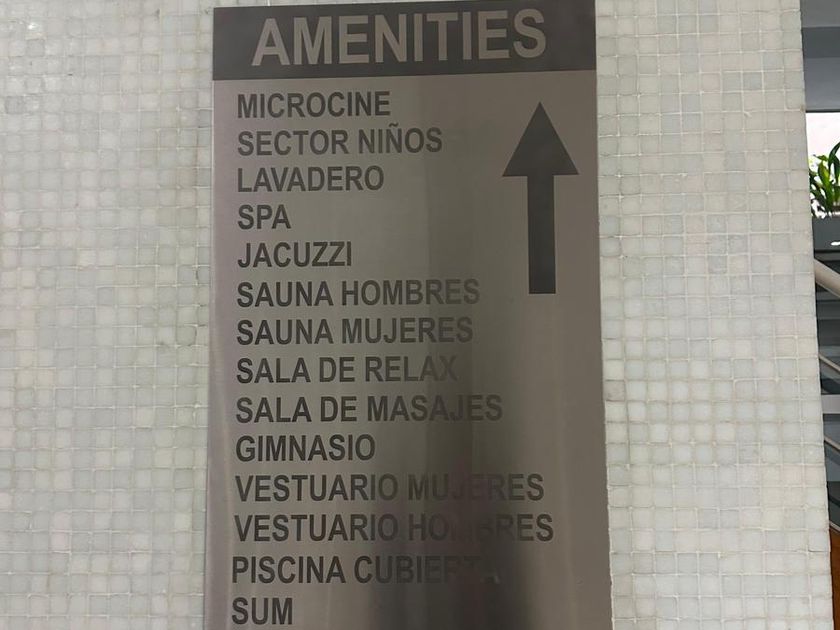 AMENITIES
MICROCINE
SECTOR NIÑOS
LAVADERO
SPA
JACUZZI
SAUNA HOMBRES
SAUNA MUJERES
SALA DE RELAX
SALA DE MASAJES
GIMNASIO
VESTUARIO MUJERES
VESTUARIO HOMBRES
PISCINA CUBIERTA
SUM